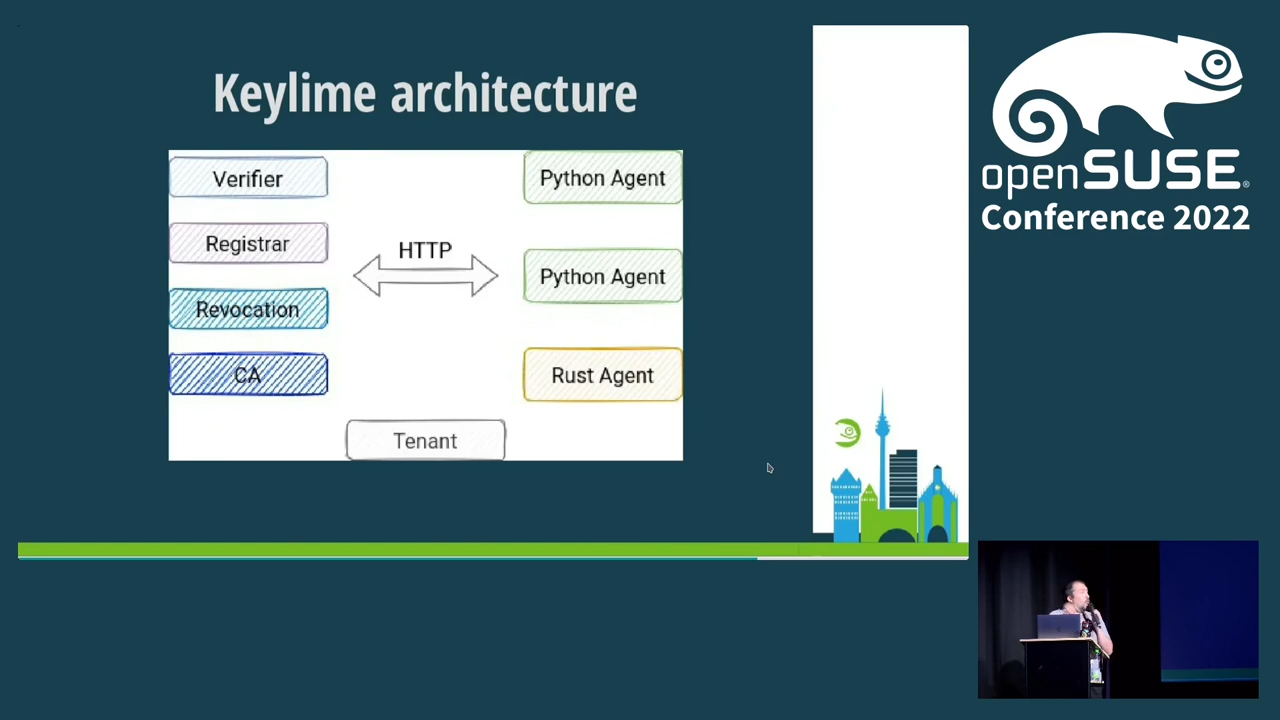 Keylime architecture
Verifier
Registrar
Revocation
CA
HTTP
Python Agent
Python Agent
Rust Agent
Tenant
openSUSE
Conference 2022